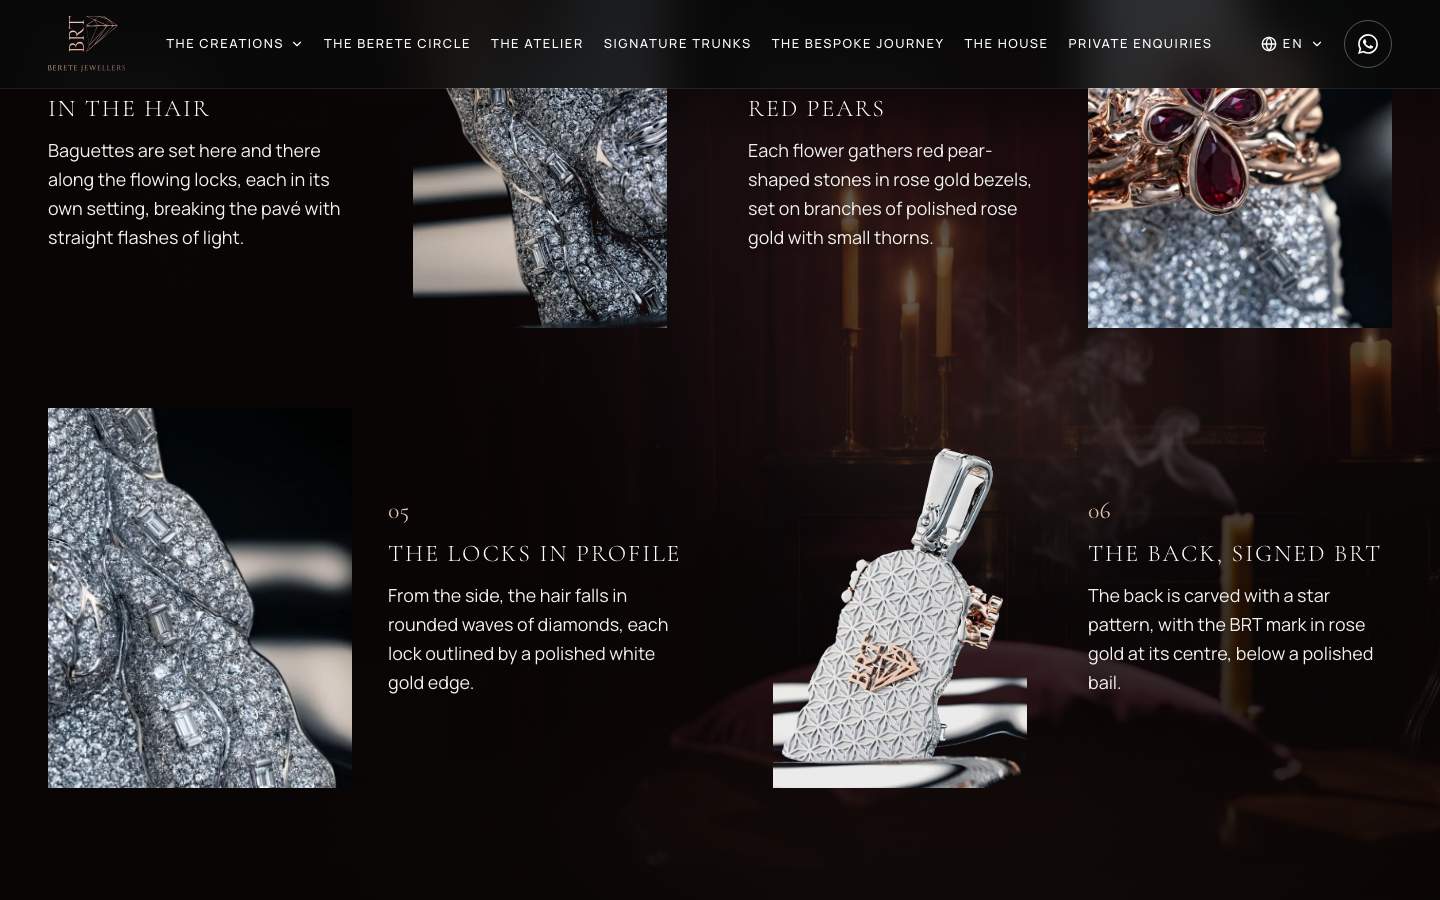 BRT
BERETE JEWELLERS
THE CREATIONS
THE BERETE CIRCLE
THE ATELIER
SIGNATURE TRUNKS
THE BESPOKE JOURNEY
THE HOUSE
PRIVATE ENQUIRIES
EN
IN THE HAIR
Baguettes are set here and there
along the flowing locks, each in its
own setting, breaking the pavé with
straight flashes of light.
RED PEARS
Each flower gathers red pear-
shaped stones in rose gold bezels,
set on branches of polished rose
gold with small thorns.
05
THE LOCKS IN PROFILE
From the side, the hair falls in
rounded waves of diamonds, each
lock outlined by a polished white
gold edge.
BRT
06
THE BACK, SIGNED BRT
The back is carved with a star
pattern, with the BRT mark in rose
gold at its centre, below a polished
bail.